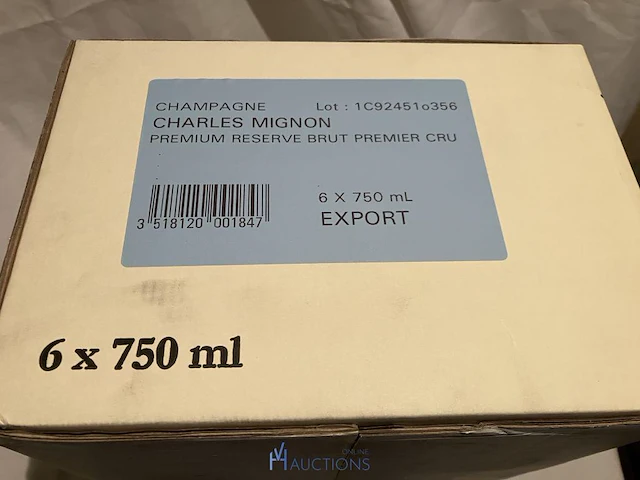 CHAMPAGNE Lot : 1C92451o356
CHARLES MIGNON
PREMIUM RESERVE BRUT PREMIER CRU
6 X 750 mL
EXPORT
3 518120 001847
6 x 750 ml
ONLINE
AUCTIONS